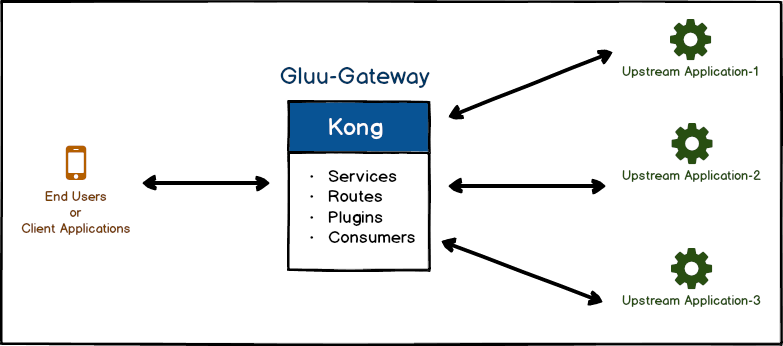 Gluu-Gateway
Kong
· Services
· Routes
· Plugins
· Consumers
End Users
or
Client Applications
Upstream Application-1
Upstream Application-2
Upstream Application-3